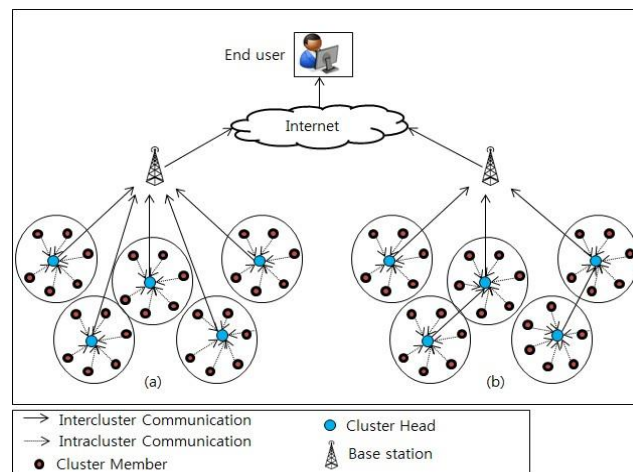 End user
Internet
(a)
(b)
Intercluster Communication
Cluster Head
Intracluster Communication
Base station
Cluster Member